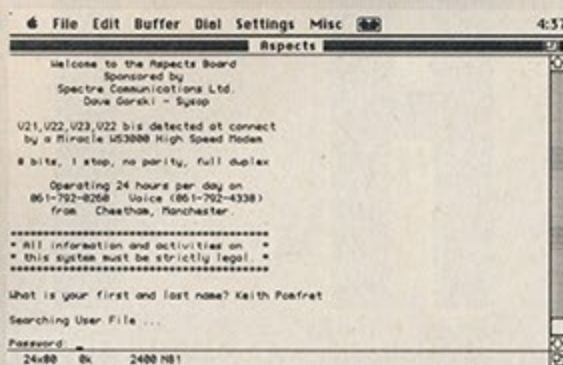 File Edit Buffer Dial Settings Misc 4:37
Aspects
Welcome to the Aspects Board
Sponsored by
Spectre Communications Ltd.
Dave Gorski - Sysop
V21,V22,V23,V22 bis detected at connect
by a Miracle WS3000 High Speed Modem
8 bits, 1 stop, no parity, full duplex
Operating 24 hours per day on
061-792-0260 Voice (061-792-4338)
from Cheetham, Manchester.
****************************************
* All information and activities on *
* this system must be strictly legal. *
****************************************
What is your first and last name? Keith Pomfret
Searching User File ...
Password: _
24x80 0k 2400 N81